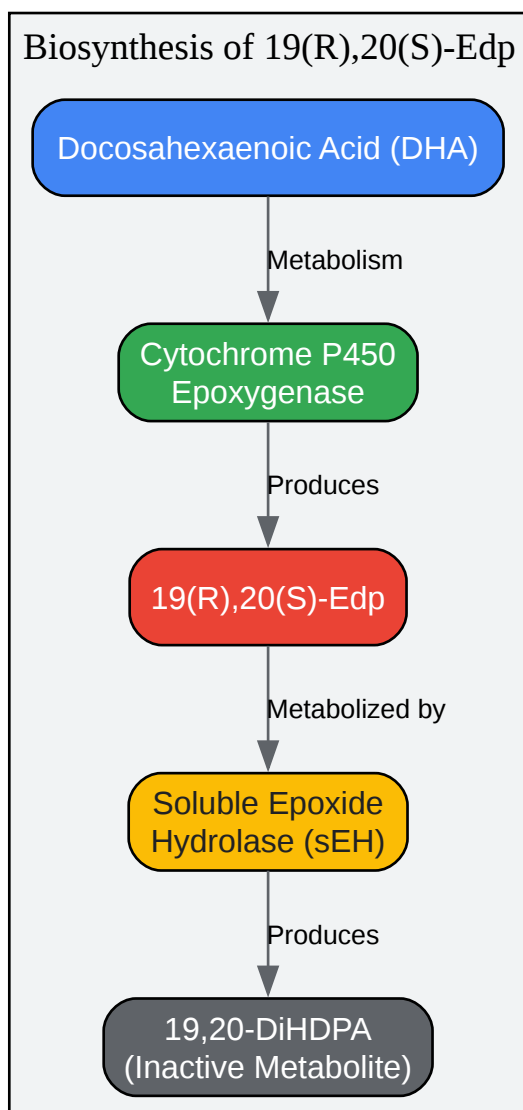 Biosynthesis of 19(R),20(S)-Edp
Docosahexaenoic Acid (DHA)
Metabolism
Cytochrome P450
Epoxygenase
Produces
19(R),20(S)-Edp
Metabolized by
Soluble Epoxide
Hydrolase (sEH)
Produces
19,20-DiHDPA
(Inactive Metabolite)